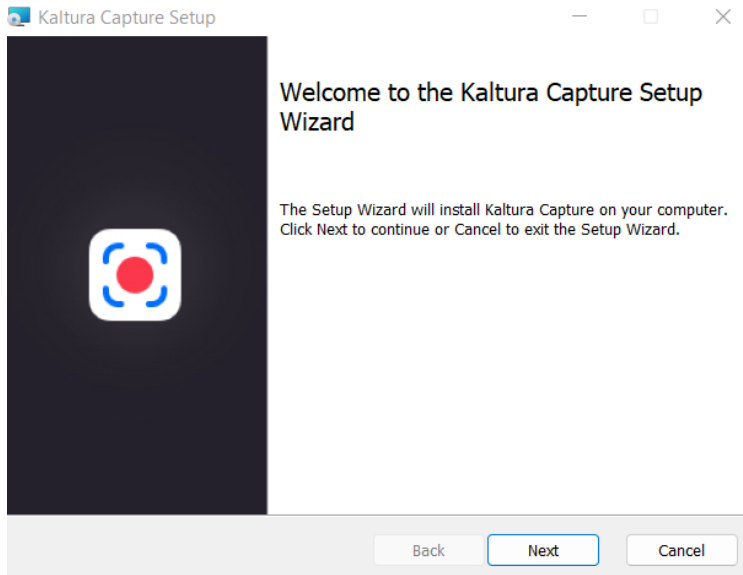 Kaltura Capture Setup
Welcome to the Kaltura Capture Setup
Wizard
The Setup Wizard will install Kaltura Capture on your computer.
Click Next to continue or Cancel to exit the Setup Wizard.
Back Next Cancel